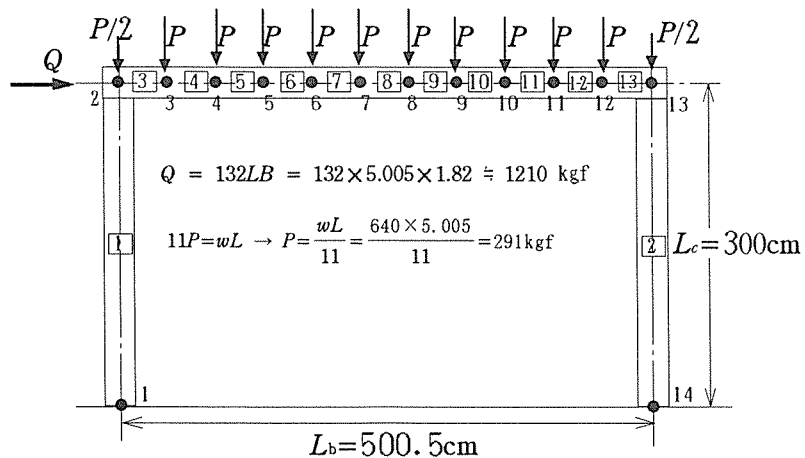 P/2 P P P P P P P P P P P/2
Q
3 4 5 6 7 8 9 10 11 12 13
2 3 4 5 6 7 8 9 10 11 12 13
Q = 132LB = 132×5.005×1.82 ≒ 1210 kgf
11P=wL → P= wL/11 = 640×5.005/11 =291kgf
1 2 Lc=300cm
1 14
Lb=500.5cm